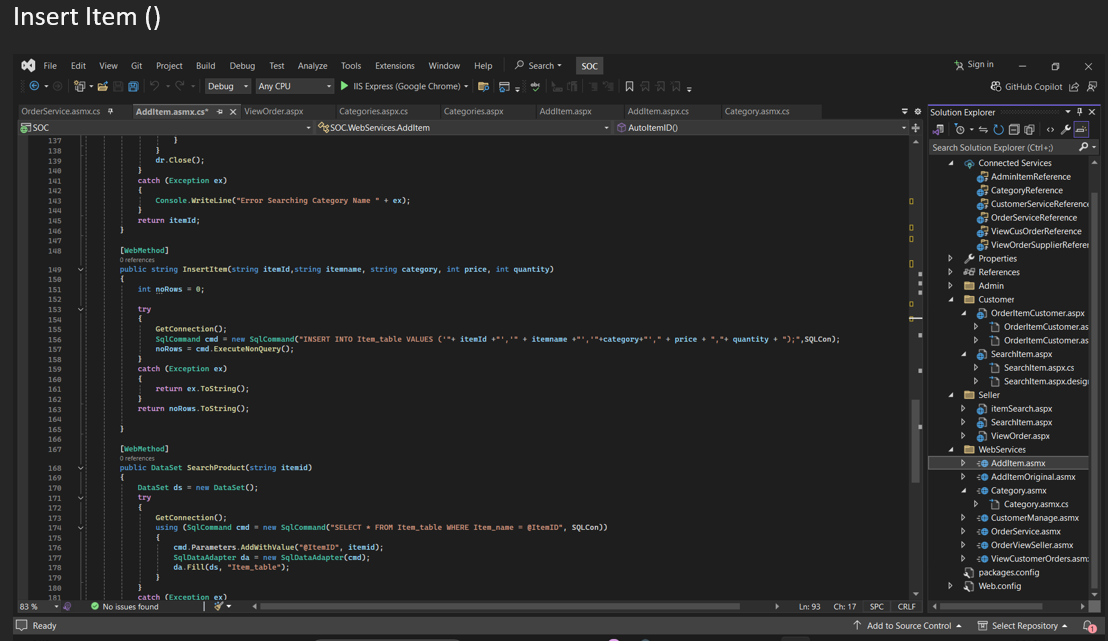 Insert Item ()
File Edit View Git Project Build Debug Test Analyze Tools Extensions Window Help Search SOC Sign in
Debug Any CPU IIS Express (Google Chrome) GitHub Copilot
OrderService.asmx.cs AddItem.asmx.cs* ViewOrder.aspx Categories.aspx.cs Categories.aspx AddItem.aspx AddItem.aspx.cs Category.asmx.cs
SOC SOC.WebServices.AddItem AutoItemID()
137 }
138 }
139 dr.Close();
140 }
141 catch (Exception ex)
142 {
143 Console.WriteLine("Error Searching Category Name " + ex);
144 }
145 return itemId;
146 }
147
148 [WebMethod]
0 references
149 public string InsertItem(string itemId,string itemname, string category, int price, int quantity)
150 {
151 int noRows = 0;
152
153 try
154 {
155 GetConnection();
156 SqlCommand cmd = new SqlCommand("INSERT INTO Item_table VALUES ('"+ itemId +"','" + itemname +"','"+category+"'," + price + ","+ quantity + ");",SQLCon);
157 noRows = cmd.ExecuteNonQuery();
158 }
159 catch (Exception ex)
160 {
161 return ex.ToString();
162 }
163 return noRows.ToString();
164
165 }
166
167 [WebMethod]
0 references
168 public DataSet SearchProduct(string itemid)
169 {
170 DataSet ds = new DataSet();
171 try
172 {
173 GetConnection();
174 using (SqlCommand cmd = new SqlCommand("SELECT * FROM Item_table WHERE Item_name = @ItemID", SQLCon))
175 {
176 cmd.Parameters.AddWithValue("@ItemID", itemid);
177 SqlDataAdapter da = new SqlDataAdapter(cmd);
178 da.Fill(ds, "Item_table");
179 }
180 }
181 catch (Exception ex)
83 % No issues found Ln: 93 Ch: 17 SPC CRLF
Solution Explorer
Search Solution Explorer (Ctrl+;)
Connected Services
AdminItemReference
CategoryReference
CustomerServiceReference
OrderServiceReference
ViewCusOrderReference
ViewOrderSupplierReferen
Properties
References
Admin
Customer
OrderItemCustomer.aspx
OrderItemCustomer.as
OrderItemCustomer.as
SearchItem.aspx
SearchItem.aspx.cs
SearchItem.aspx.desig
Seller
itemSearch.aspx
SearchItem.aspx
ViewOrder.aspx
WebServices
AddItem.asmx
AddItemOriginal.asmx
Category.asmx
Category.asmx.cs
CustomerManage.asmx
OrderService.asmx
OrderViewSeller.asmx
ViewCustomerOrders.asm
packages.config
Web.config
Ready Add to Source Control Select Repository 1